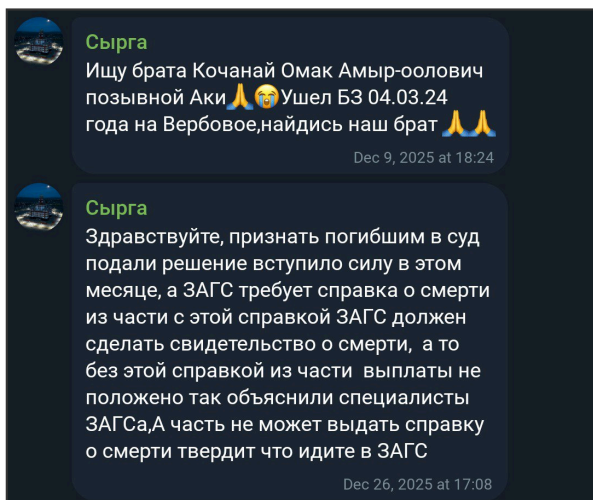 Сырга
Ищу брата Кочанай Омак Амыр-оолович
позывной Аки🙏😭Ушел БЗ 04.03.24
года на Вербовое,найдись наш брат 🙏🙏
Dec 9, 2025 at 18:24
Сырга
Здравствуйте, признать погибшим в суд
подали решение вступило силу в этом
месяце, а ЗАГС требует справка о смерти
из части с этой справкой ЗАГС должен
сделать свидетельство о смерти,  а то
без этой справкой из части  выплаты не
положено так объяснили специалисты
ЗАГСа,А часть не может выдать справку
о смерти твердит что идите в ЗАГС
Dec 26, 2025 at 17:08